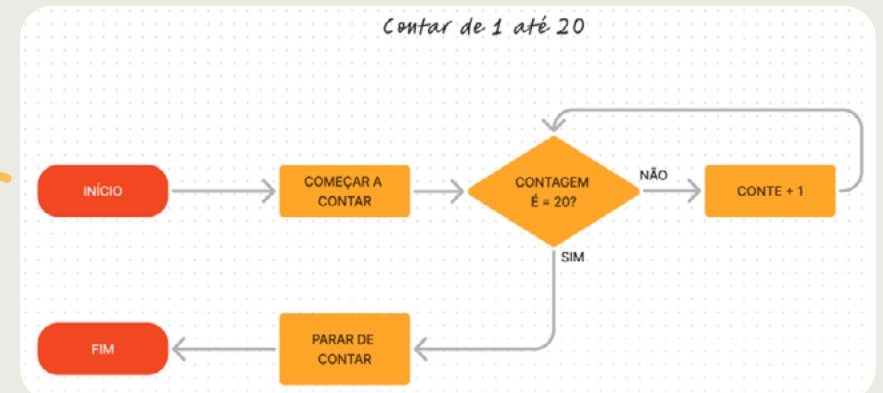 Contar de 1 até 20
INÍCIO
COMEÇAR A
CONTAR
CONTAGEM
É = 20?
NÃO
CONTE + 1
SIM
PARAR DE
CONTAR
FIM